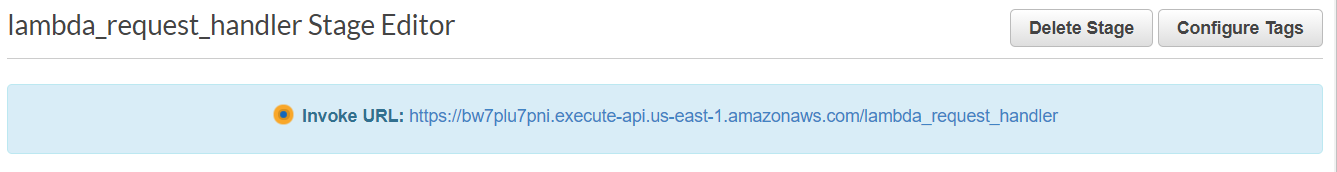 lambda_request_handler Stage Editor
Delete Stage
Configure Tags
Invoke URL: https://bw7plu7pni.execute-api.us-east-1.amazonaws.com/lambda_request_handler